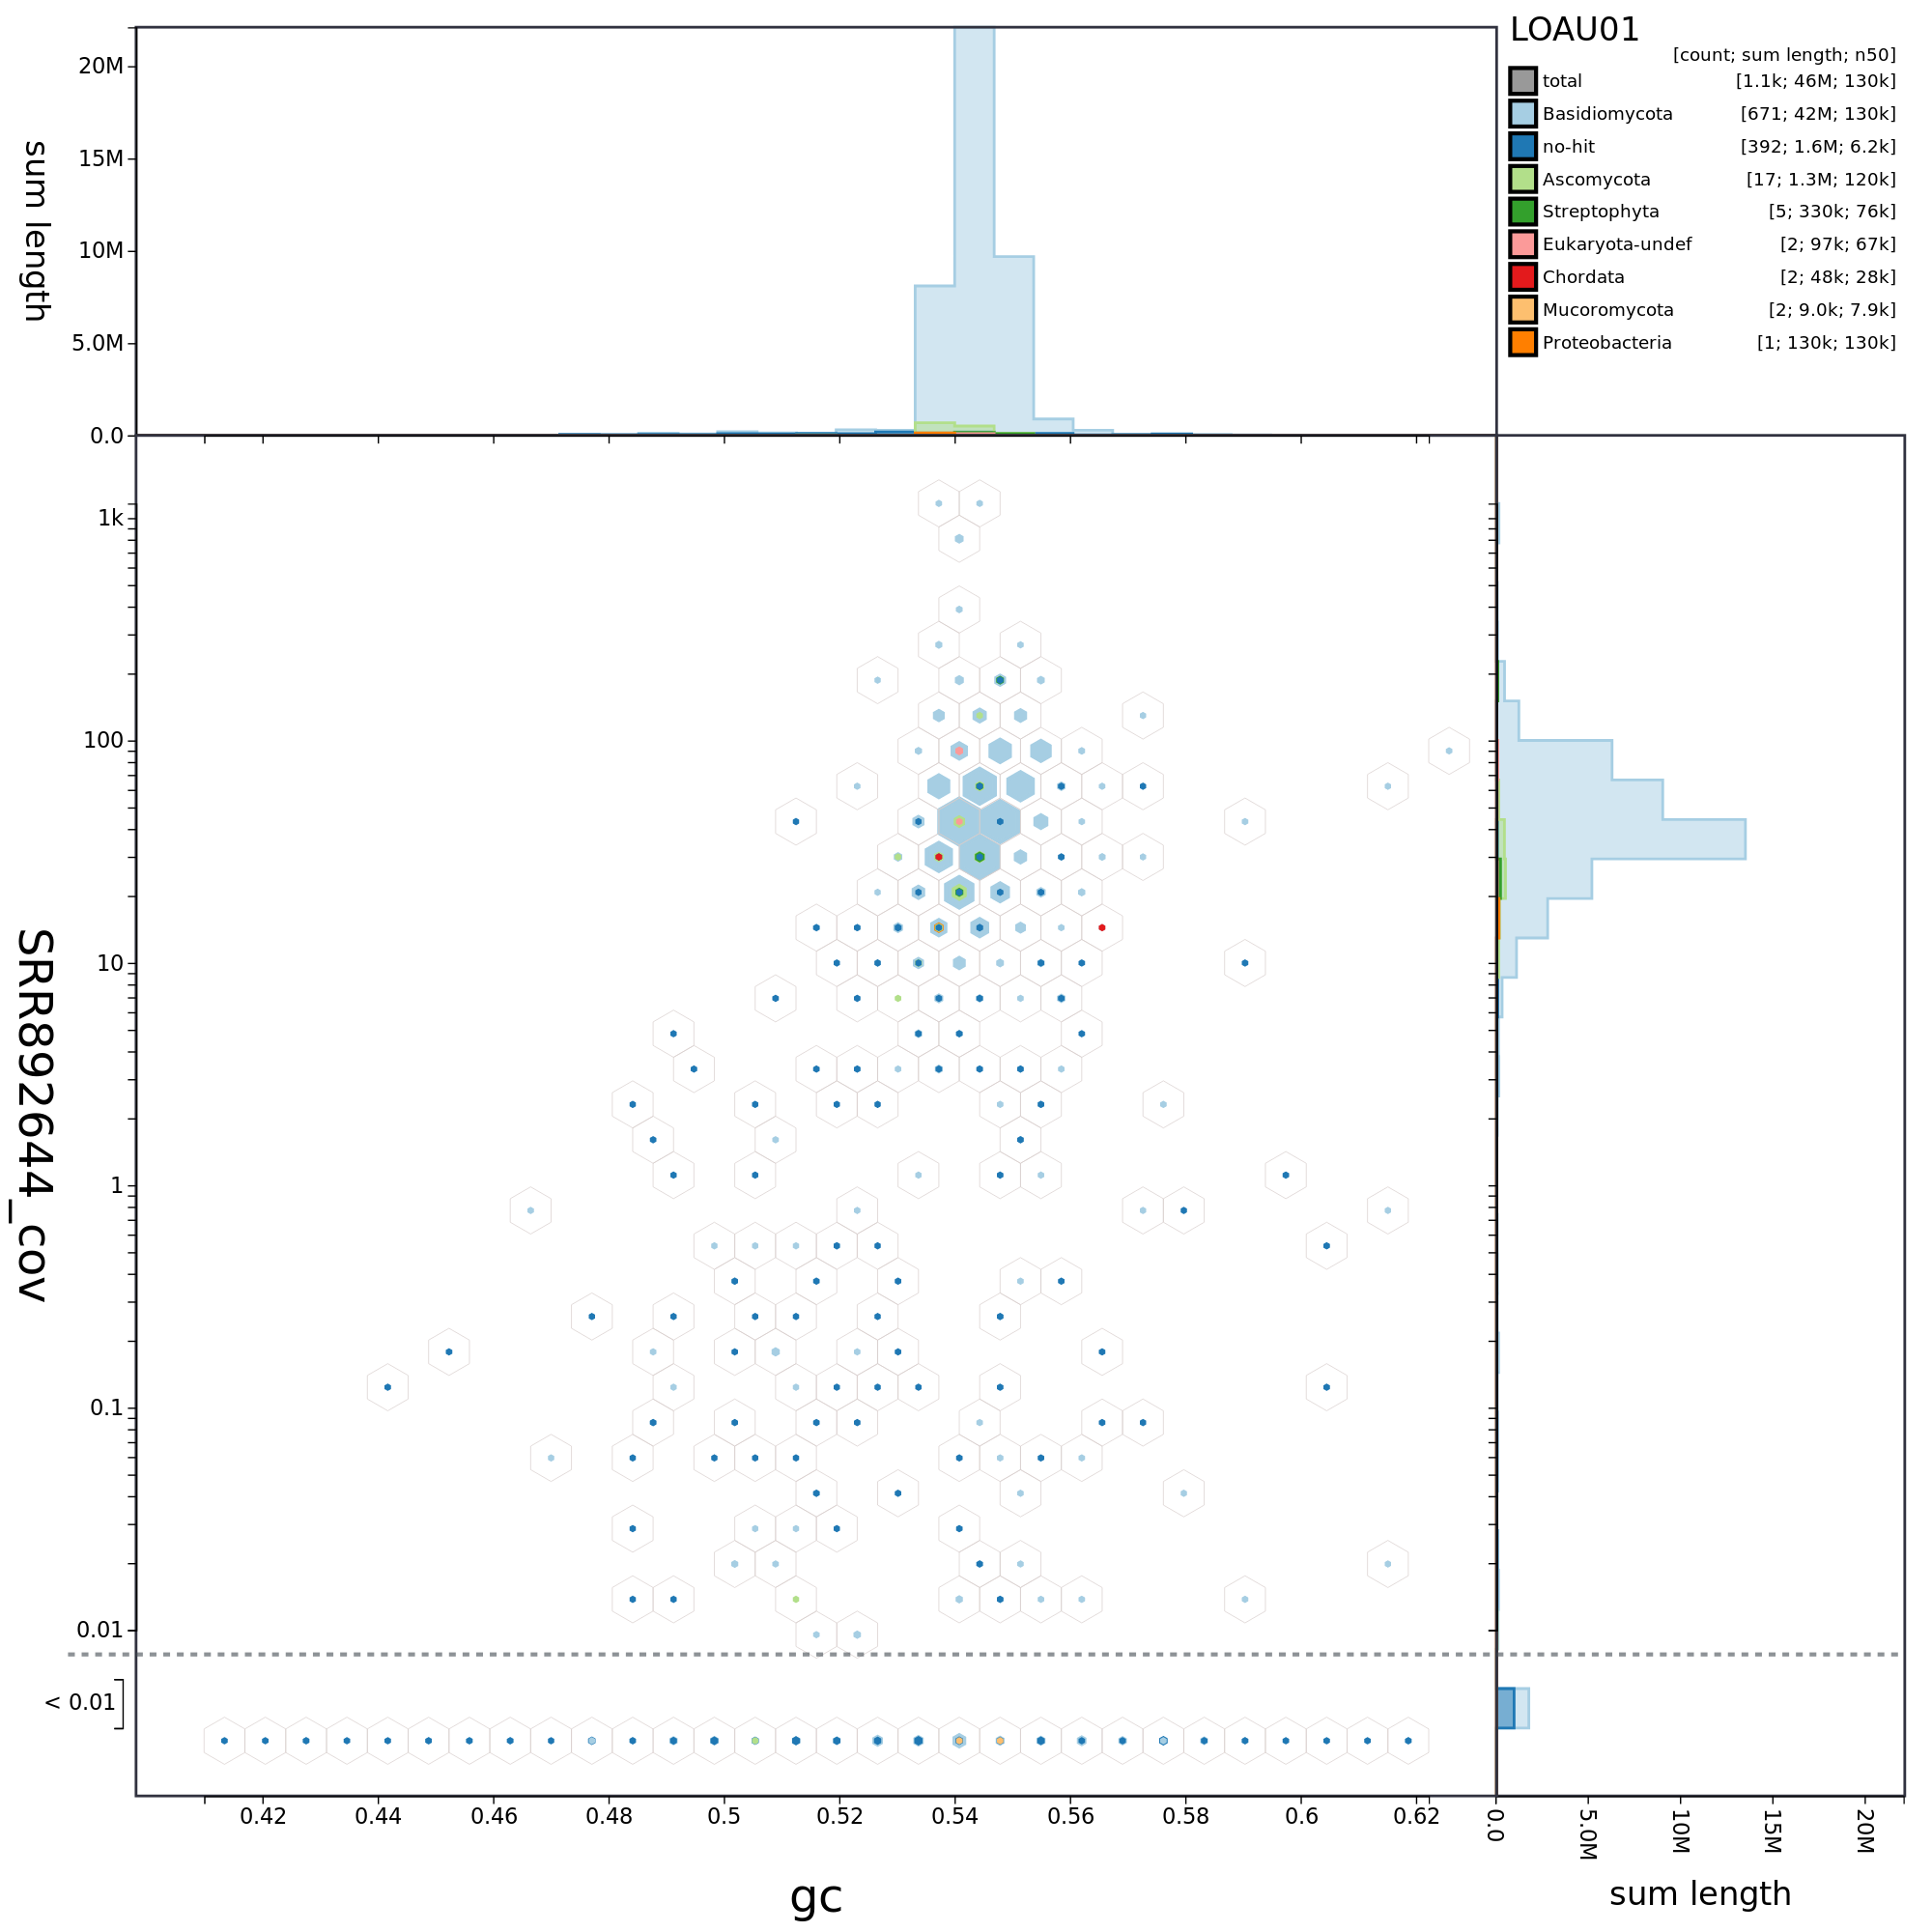 LOAU01
[count; sum length; n50]
total [1.1k; 46M; 130k]
Basidiomycota [671; 42M; 130k]
no-hit [392; 1.6M; 6.2k]
Ascomycota [17; 1.3M; 120k]
Streptophyta [5; 330k; 76k]
Eukaryota-undef [2; 97k; 67k]
Chordata [2; 48k; 28k]
Mucoromycota [2; 9.0k; 7.9k]
Proteobacteria [1; 130k; 130k]
sum length
20M
15M
10M
5.0M
0.0
SRR892644_cov
1k
100
10
1
0.1
0.01
< 0.01
0.42 0.44 0.46 0.48 0.5 0.52 0.54 0.56 0.58 0.6 0.62
gc
0.0 5.0M 10M 15M 20M
sum length